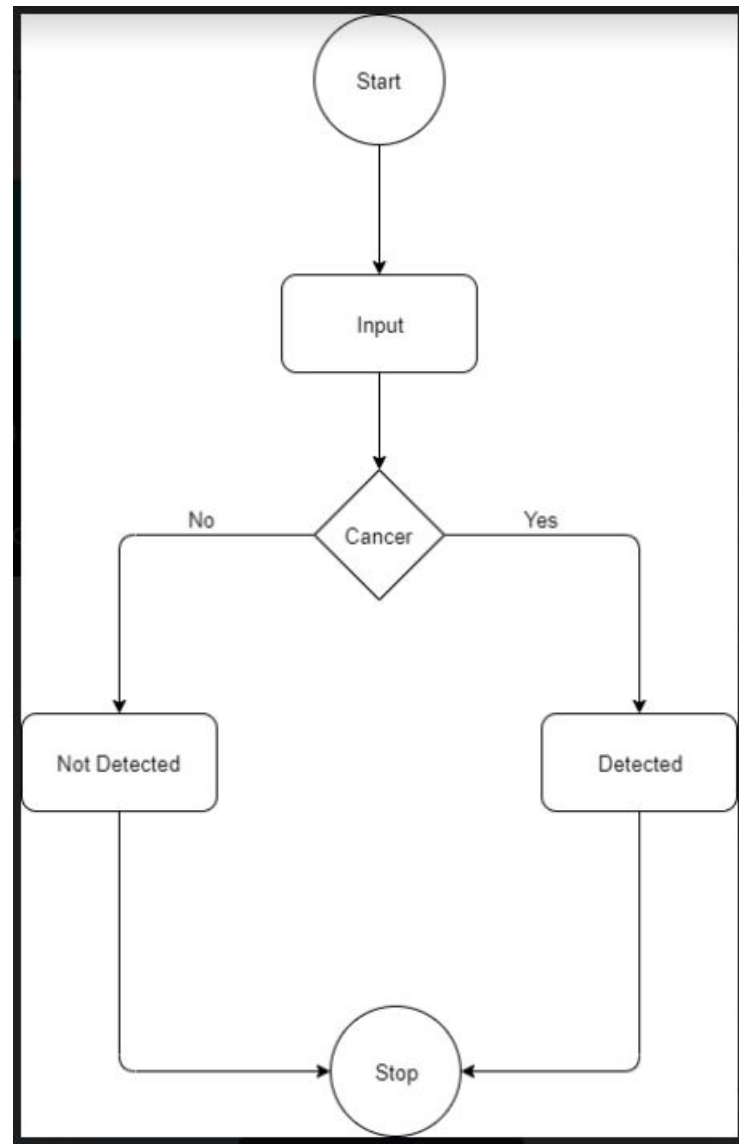 Start
Input
No
Cancer
Yes
Not Detected
Detected
Stop